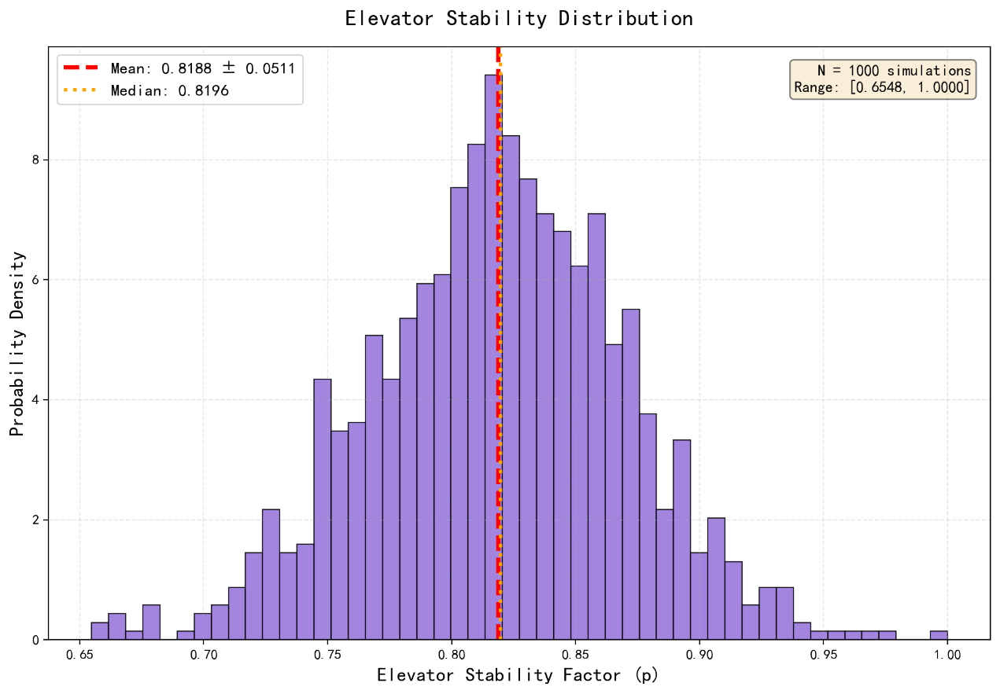 Elevator Stability Distribution
Mean: 0.8188 ± 0.0511
Median: 0.8196
N = 1000 simulations
Range: [0.6548, 1.0000]
Probability Density
8
6
4
2
0
0.65 0.70 0.75 0.80 0.85 0.90 0.95 1.00
Elevator Stability Factor (p)